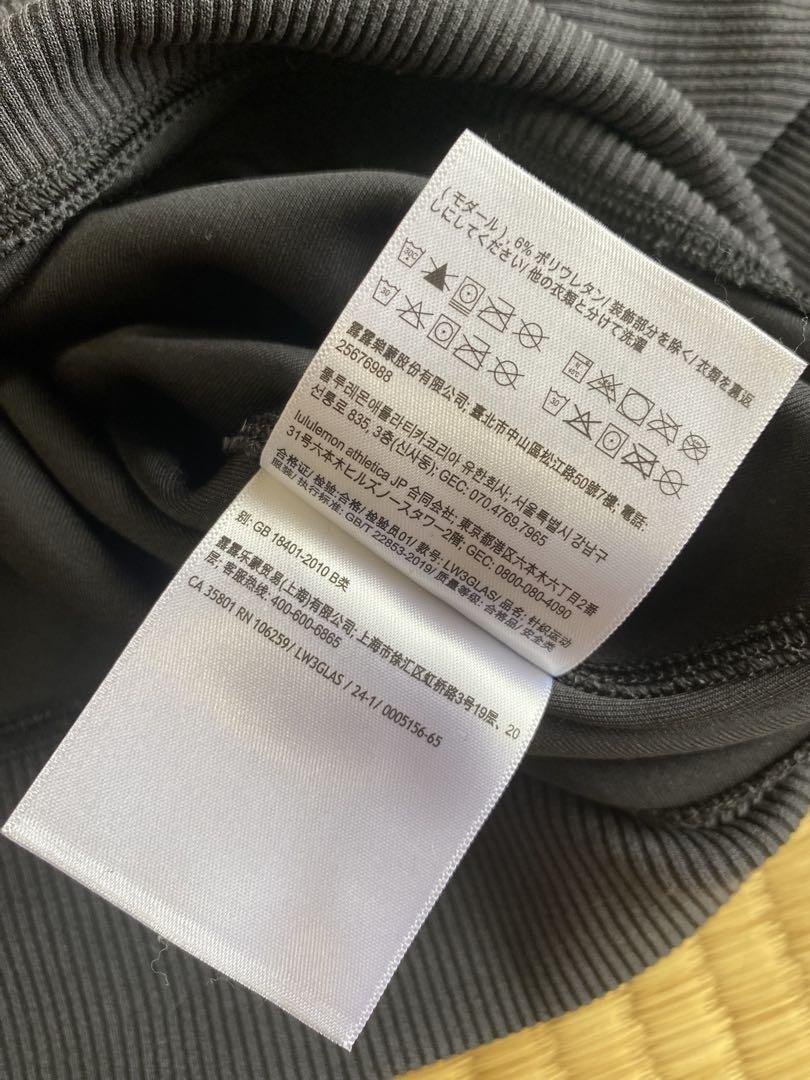 (モダール), 6% ポリウレタン/ 装飾部分を除く/ 衣類を裏返
しにしてください/ 他の衣類と分けて洗濯
30C
30
30
露露樂蒙股份有限公司; 臺北市中山區松江路50號7樓; 電話:
25676988
룰루레몬애틀라티카코리아 유한회사; 서울특별시 강남구
선릉로 835, 3층(신사동); GEC: 070.4769.7965
lululemon athletica JP 合同会社; 東京都港区六本木六丁目2番
31号六本木ヒルズノースタワー2階; GEC: 0800-080-4090
合格证/ 检验:合格/ 检验员01/ 款号: LW3GLAS/ 品名: 针织运动
服装/ 执行标准: GB/T 22853-2019/ 质量等级: 合格品/ 安全类
别: GB 18401-2010 B类
露露乐蒙贸易(上海)有限公司; 上海市徐汇区虹桥路3号19层、20
层; 客服热线: 400-600-6865
CA 35801 RN 106259/ LW3GLAS / 24-1/ 0005156-65